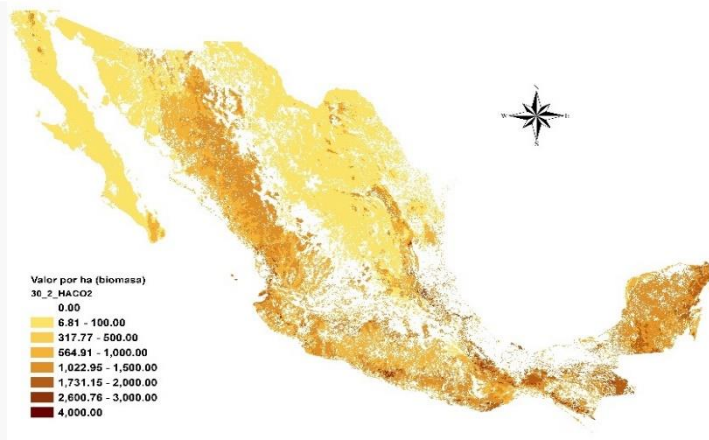 N
W
E
S
Valor por ha (biomasa)
30_2_HACO2
0.00
6.81 - 100.00
317.77 - 500.00
564.91 - 1,000.00
1,022.95 - 1,500.00
1,731.15 - 2,000.00
2,600.76 - 3,000.00
4,000.00